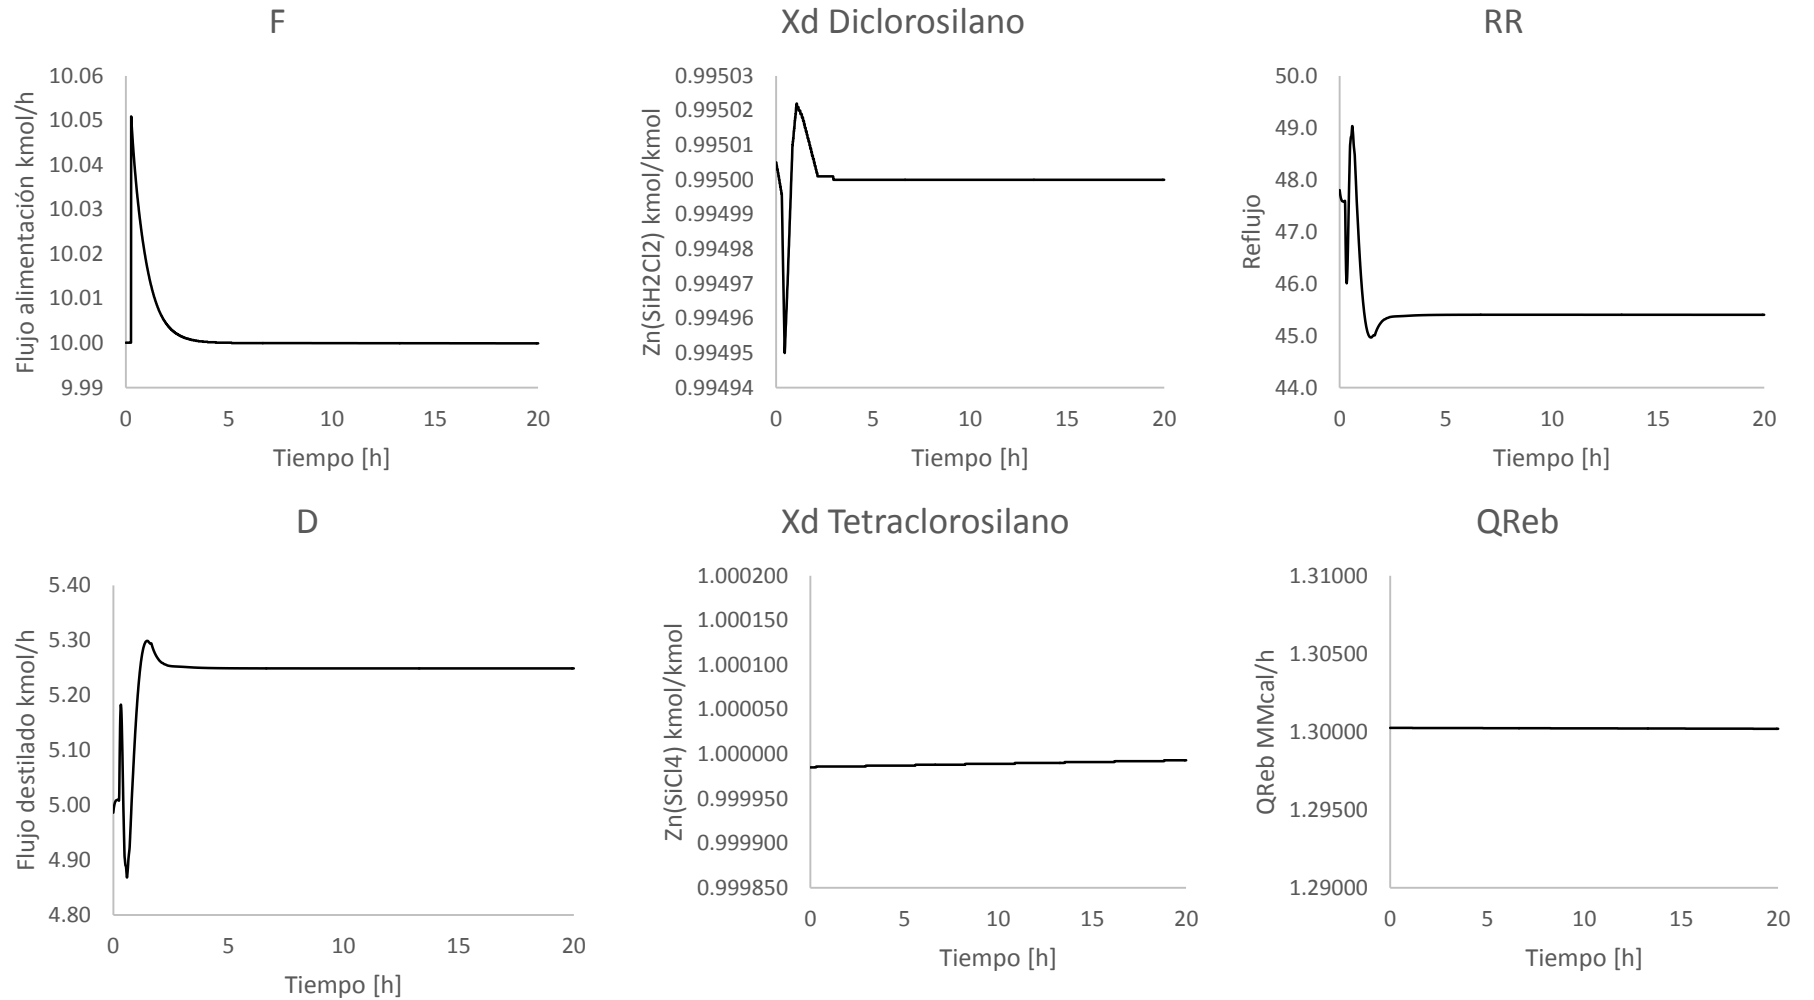 F
Flujo alimentación kmol/h
10.06
10.05
10.04
10.03
10.02
10.01
10.00
9.99
0 5 10 15 20
Tiempo [h]
Xd Diclorosilano
Zn(SiH2Cl2) kmol/kmol
0.99503
0.99502
0.99501
0.99500
0.99499
0.99498
0.99497
0.99496
0.99495
0.99494
0 5 10 15 20
Tiempo [h]
RR
Reflujo
50.0
49.0
48.0
47.0
46.0
45.0
44.0
0 5 10 15 20
Tiempo [h]
D
Flujo destilado kmol/h
5.40
5.30
5.20
5.10
5.00
4.90
4.80
0 5 10 15 20
Tiempo [h]
Xd Tetraclorosilano
Zn(SiCl4) kmol/kmol
1.000200
1.000150
1.000100
1.000050
1.000000
0.999950
0.999900
0.999850
0 5 10 15 20
Tiempo [h]
QReb
QReb MMcal/h
1.31000
1.30500
1.30000
1.29500
1.29000
0 5 10 15 20
Tiempo [h]